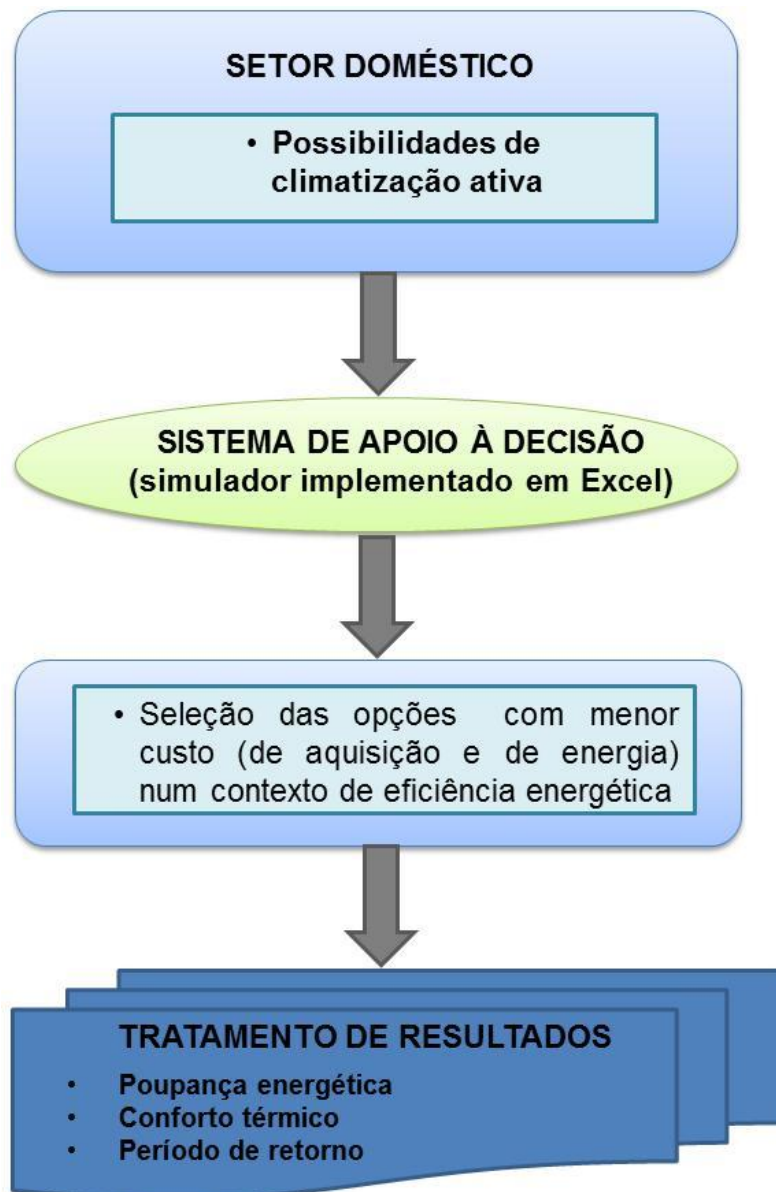 SETOR DOMÉSTICO
• Possibilidades de
climatização ativa
SISTEMA DE APOIO À DECISÃO
(simulador implementado em Excel)
• Seleção das opções com menor
custo (de aquisição e de energia)
num contexto de eficiência energética
TRATAMENTO DE RESULTADOS
• Poupança energética
• Conforto térmico
• Período de retorno